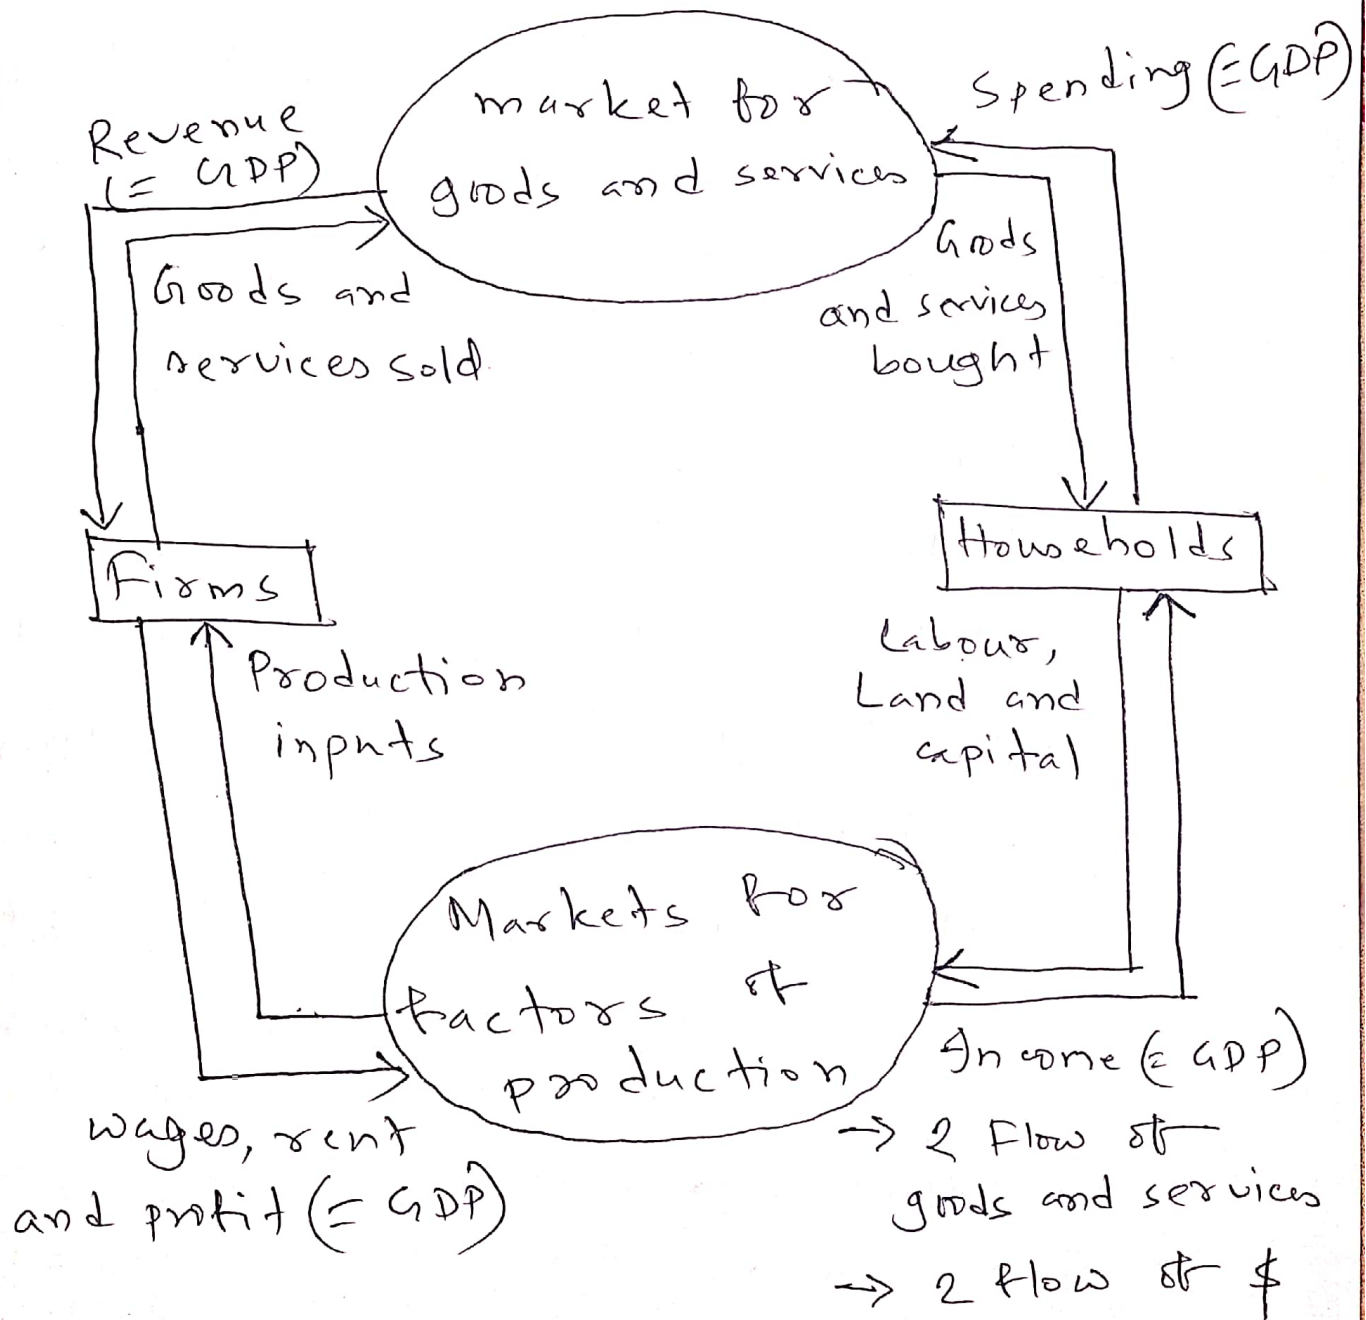 market for
goods and services
Spending (=GDP)
Revenue
(= GDP)
Goods and
services sold
Goods
and services
bought
Firms
Households
Production
inputs
Labour,
Land and
capital
Markets for
factors of
production
wages, rent
and profit (= GDP)
Income (= GDP)
→ 2 Flow of
goods and services
→ 2 flow of $